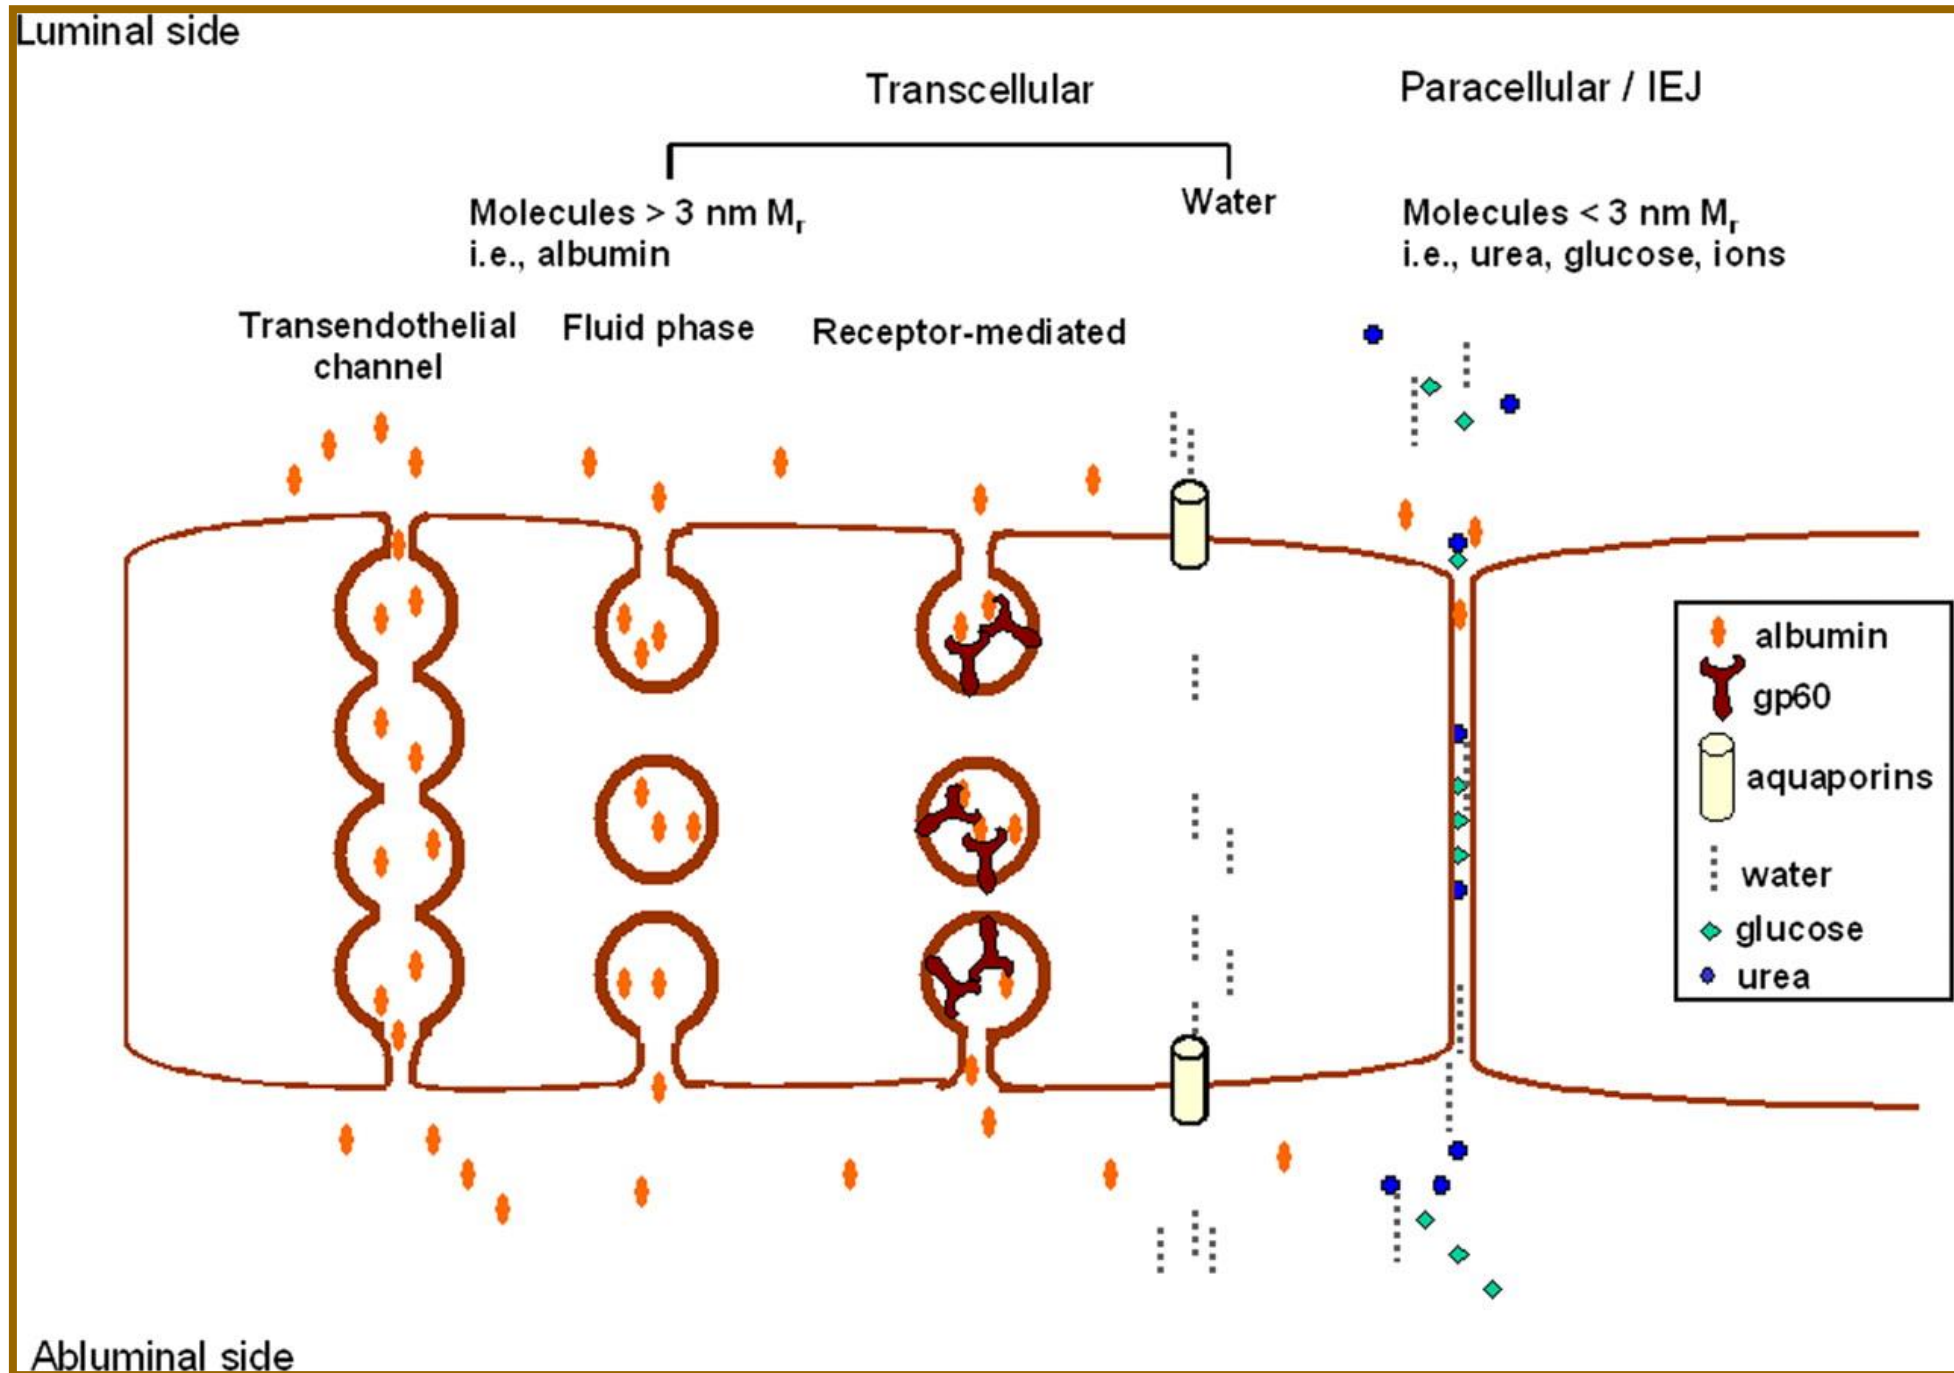 Luminal side
Transcellular
Paracellular / IEJ
Molecules > 3 nm Mr
i.e., albumin
Water
Molecules < 3 nm Mr
i.e., urea, glucose, ions
Transendothelial
channel
Fluid phase
Receptor-mediated
albumin
gp60
aquaporins
water
glucose
urea
Abluminal side